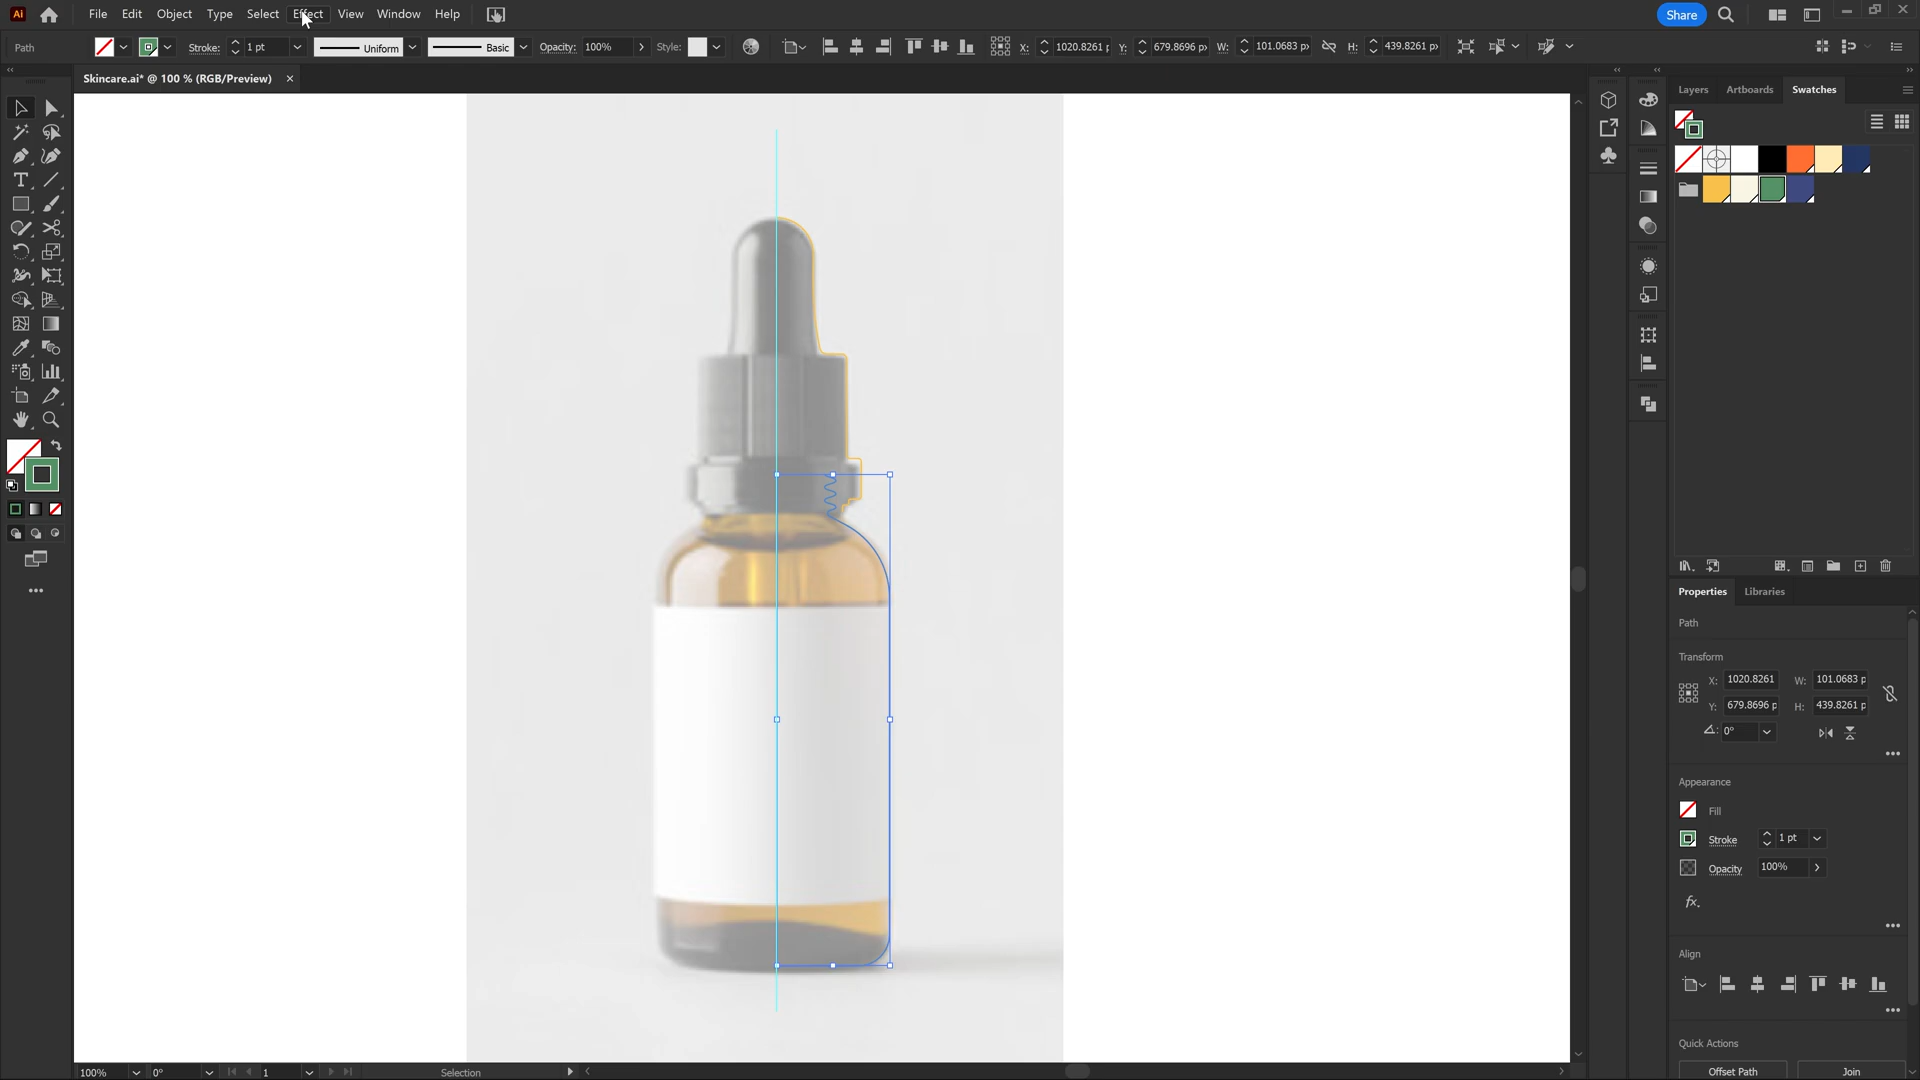 Ai File Edit Object Type Select Effect View Window Help Share
Path Stroke: 1 pt Uniform Basic Opacity: 100% Style: X: 1020.8261 p Y: 679.8696 p W: 101.0683 p H: 439.8261 p
Skincare.ai* @ 100 % (RGB/Preview)
Layers Artboards Swatches
Properties Libraries
Path
Transform
X: 1020.8261 W: 101.0683 p
Y: 679.8696 p H: 439.8261 p
0°
Appearance
Fill
Stroke 1 pt
Opacity 100%
fx.
Align
Quick Actions
Offset Path Join
100% 0° 1 Selection